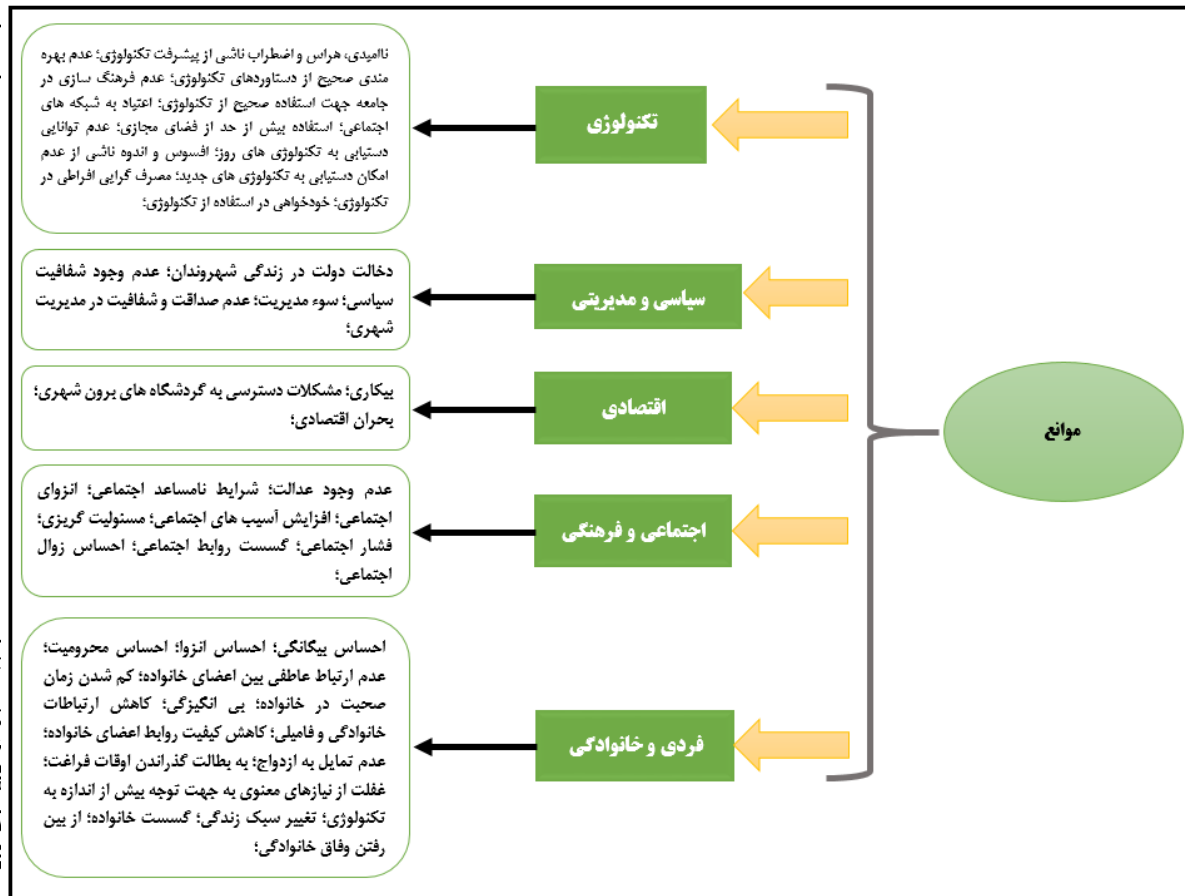 موانع
تکنولوژی
ناامیدی، هراس و اضطراب ناشی از پیشرفت تکنولوژی؛ عدم بهره
مندی صحیح از دستاوردهای تکنولوژی؛ عدم فرهنگ سازی در
جامعه جهت استفاده صحیح از تکنولوژی؛ اعتیاد به شبکه های
اجتماعی؛ استفاده بیش از حد از فضای مجازی؛ عدم توانایی
دستیابی به تکنولوژی های روز؛ افسوس و اندوه ناشی از عدم
امکان دستیابی به تکنولوژی های جدید؛ مصرف گرایی افراطی در
تکنولوژی؛ خودخواهی در استفاده از تکنولوژی؛
سیاسی و مدیریتی
دخالت دولت در زندگی شهروندان؛ عدم وجود شفافیت
سیاسی؛ سوء مدیریت؛ عدم صداقت و شفافیت در مدیریت
شهری؛
اقتصادی
بیکاری؛ مشکلات دسترسی به گردشگاه های برون شهری؛
بحران اقتصادی؛
اجتماعی و فرهنگی
عدم وجود عدالت؛ شرایط نامساعد اجتماعی؛ انزوای
اجتماعی؛ افزایش آسیب های اجتماعی؛ مسئولیت گریزی؛
فشار اجتماعی؛ گسست روابط اجتماعی؛ احساس زوال
اجتماعی؛
فردی و خانوادگی
احساس بیگانگی؛ احساس انزوا؛ احساس محرومیت؛
عدم ارتباط عاطفی بین اعضای خانواده؛ کم شدن زمان
صحبت در خانواده؛ بی انگیزگی؛ کاهش ارتباطات
خانوادگی و فامیلی؛ کاهش کیفیت روابط اعضای خانواده؛
عدم تمایل به ازدواج؛ به بطالت گذراندن اوقات فراغت؛
غفلت از نیازهای معنوی به جهت توجه بیش از اندازه به
تکنولوژی؛ تغییر سبک زندگی؛ گسست خانواده؛ از بین
رفتن وفاق خانوادگی؛